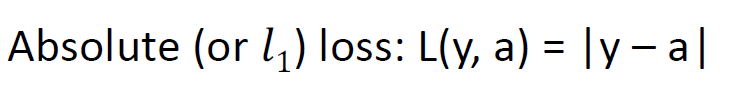 Absolute (or l₁) loss: L(y, a) = |y – a|